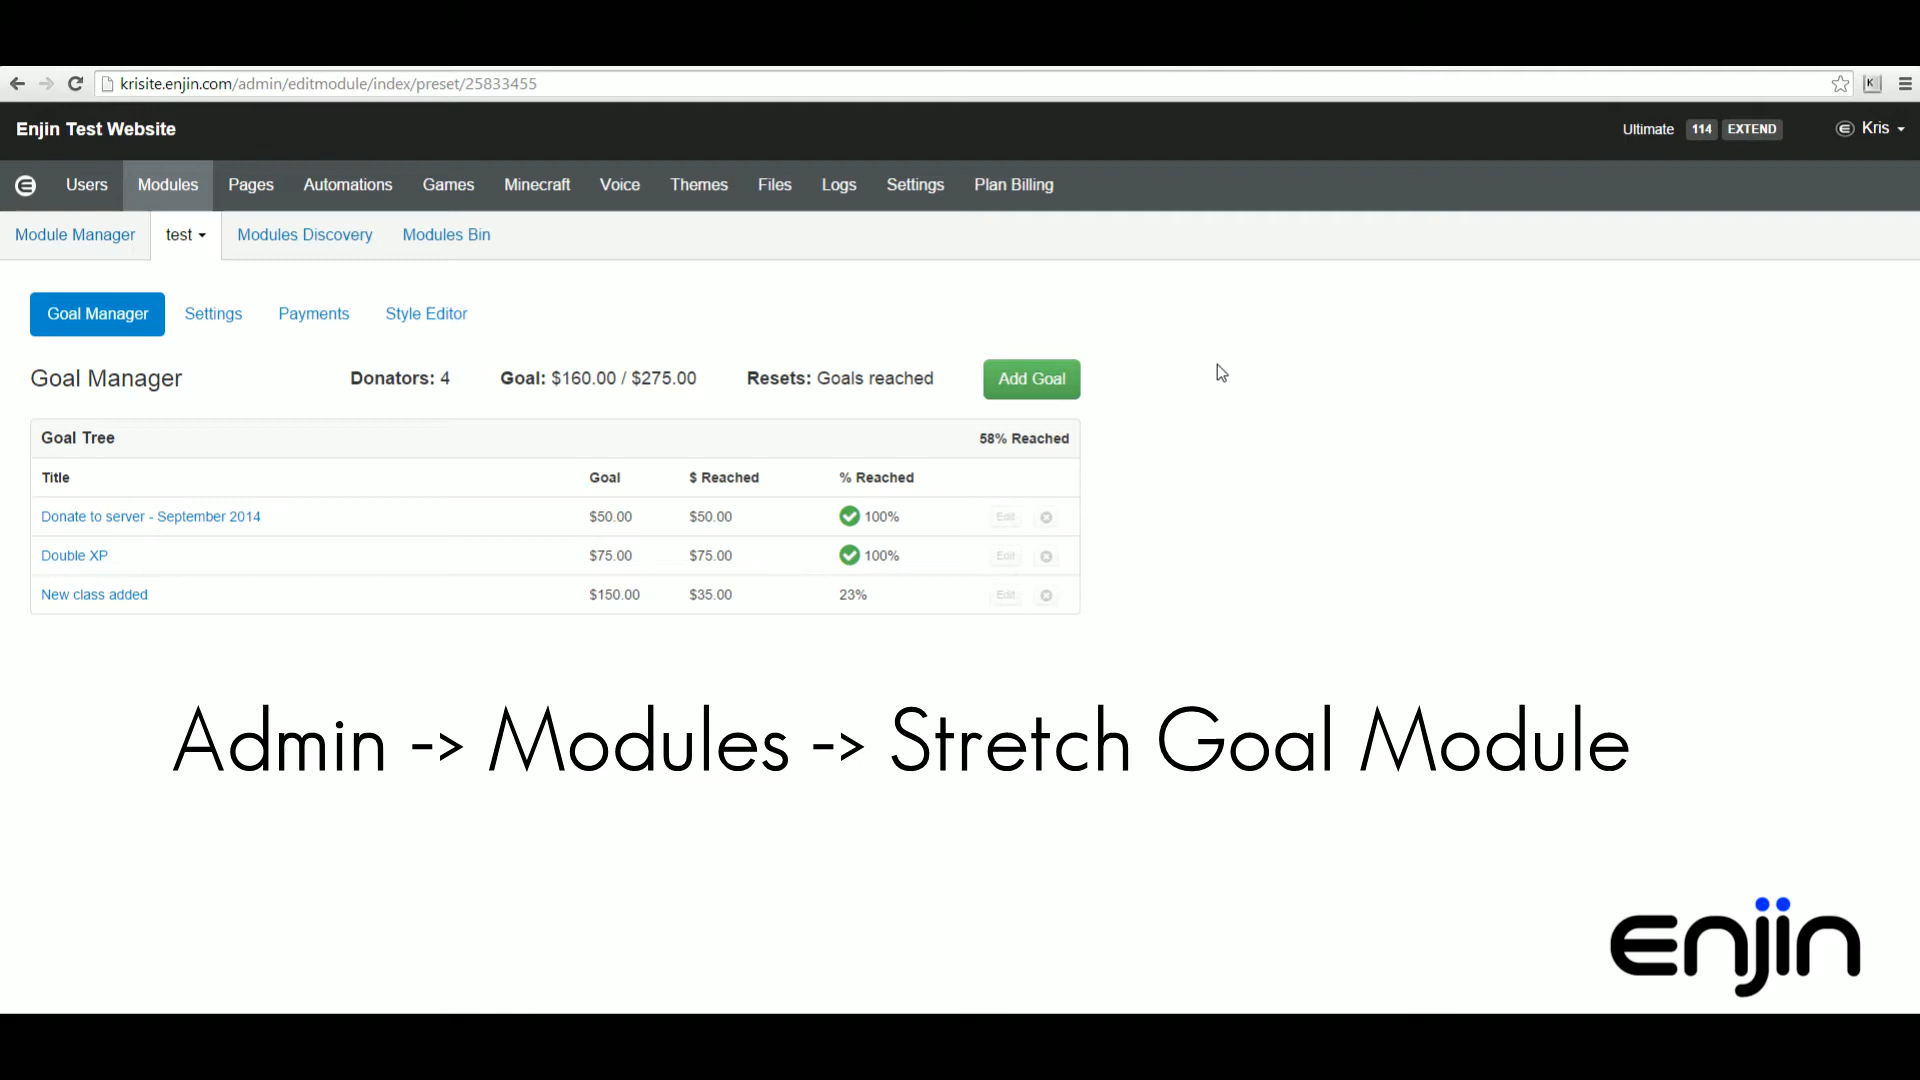 krisite.enjin.com/admin/editmodule/index/preset/25833455
Enjin Test Website Ultimate 114 EXTEND Kris
Users Modules Pages Automations Games Minecraft Voice Themes Files Logs Settings Plan Billing
Module Manager test Modules Discovery Modules Bin
Goal Manager Settings Payments Style Editor
Goal Manager Donators: 4 Goal: $160.00 / $275.00 Resets: Goals reached Add Goal
Goal Tree 58% Reached
Title Goal $ Reached % Reached
Donate to server - September 2014 $50.00 $50.00 100% Edit
Double XP $75.00 $75.00 100% Edit
New class added $150.00 $35.00 23% Edit
Admin -> Modules -> Stretch Goal Module
enjin